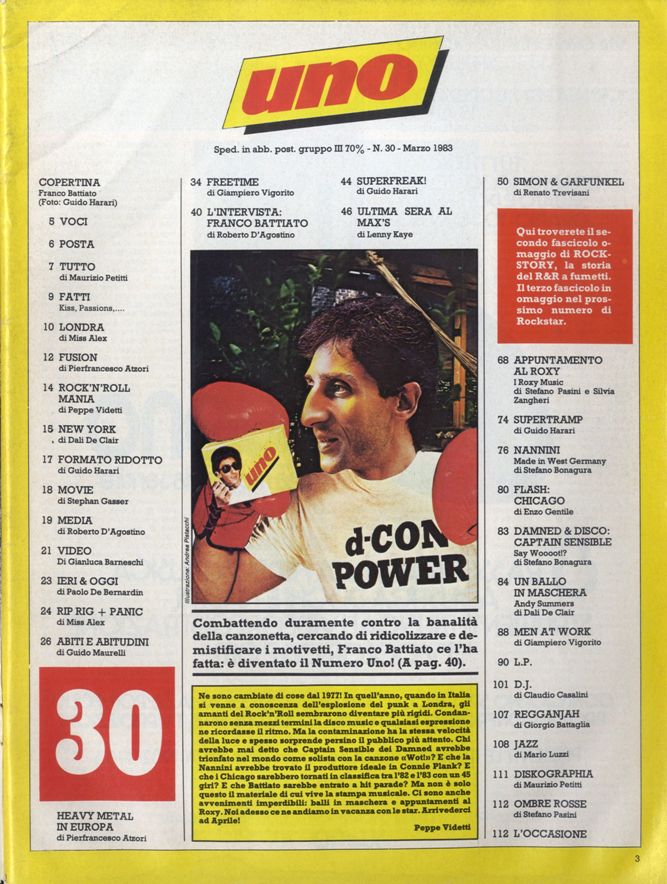 uno
Sped. in abb. post. gruppo III 70% - N. 30 - Marzo 1983
COPERTINA
Franco Battiato
(Foto: Guido Harari)
5 VOCI
6 POSTA
7 TUTTO
di Maurizio Petitti
9 FATTI
Kiss, Passions,....
10 LONDRA
di Miss Alex
12 FUSION
di Pierfrancesco Atzori
14 ROCK'N'ROLL
MANIA
di Peppe Videtti
15 NEW YORK
di Dali De Clair
17 FORMATO RIDOTTO
di Guido Harari
18 MOVIE
di Stephan Gasser
19 MEDIA
di Roberto D'Agostino
21 VIDEO
Di Gianluca Barneschi
23 IERI & OGGI
di Paolo De Bernardin
24 RIP RIG + PANIC
di Miss Alex
26 ABITI E ABITUDINI
di Guido Maurelli
30
HEAVY METAL
IN EUROPA
di Pierfrancesco Atzori
34 FREETIME
di Giampiero Vigorito
40 L'INTERVISTA:
FRANCO BATTIATO
di Roberto D'Agostino
44 SUPERFREAK!
di Guido Harari
46 ULTIMA SERA AL
MAX'S
di Lenny Kaye
uno
d-CON
POWER
Illustrazione: Andrea Pistacchi
Combattendo duramente contro la banalità
della canzonetta, cercando di ridicolizzare e de-
mistificare i motivetti, Franco Battiato ce l'ha
fatta: è diventato il Numero Uno! (A pag. 40).
Ne sono cambiate di cose dal 1977! In quell'anno, quando in Italia
si venne a conoscenza dell'esplosione del punk a Londra, gli
amanti del Rock'n'Roll sembrarono diventare più rigidi. Condan-
narono senza mezzi termini la disco music e qualsiasi espressione
ne ricordasse il ritmo. Ma la contaminazione ha la stessa velocità
della luce e spesso sorprende persino il pubblico più attento. Chi
avrebbe mai detto che Captain Sensible dei Damned avrebbe
trionfato nel mondo come solista con la canzone «Wot»? E che la
Nannini avrebbe trovato il produttore ideale in Connie Plank? E
che i Chicago sarebbero tornati in classifica tra l'82 e l'83 con un 45
giri? E che Battiato sarebbe entrato a hit parade? Ma non è solo
questo il materiale di cui vive la stampa musicale. Ci sono anche
avvenimenti imperdibili: balli in maschera e appuntamenti al
Roxy. Noi adesso ce ne andiamo in vacanza con le star. Arrivederci
ad Aprile!
Peppe Videtti
50 SIMON & GARFUNKEL
di Renato Trevisani
Qui troverete il se-
condo fascicolo o-
maggio di ROCK-
STORY, la storia
del R&R a fumetti.
Il terzo fascicolo in
omaggio nel pros-
simo numero di
Rockstar.
68 APPUNTAMENTO
AL ROXY
I Roxy Music
di Stefano Pasini e Silvia
Zangheri
74 SUPERTRAMP
di Guido Harari
76 NANNINI
Made in West Germany
di Stefano Bonagura
80 FLASH:
CHICAGO
di Enzo Gentile
83 DAMNED & DISCO:
CAPTAIN SENSIBLE
Say Wooot!?
di Stefano Bonagura
84 UN BALLO
IN MASCHERA
Andy Summers
di Dali De Clair
88 MEN AT WORK
di Giampiero Vigorito
90 L.P.
101 D.J.
di Claudio Casalini
107 REGGANJAH
di Giorgio Battaglia
108 JAZZ
di Mario Luzzi
111 DISKOGRAPHIA
di Maurizio Petitti
112 OMBRE ROSSE
di Stefano Pasini
112 L'OCCASIONE
3